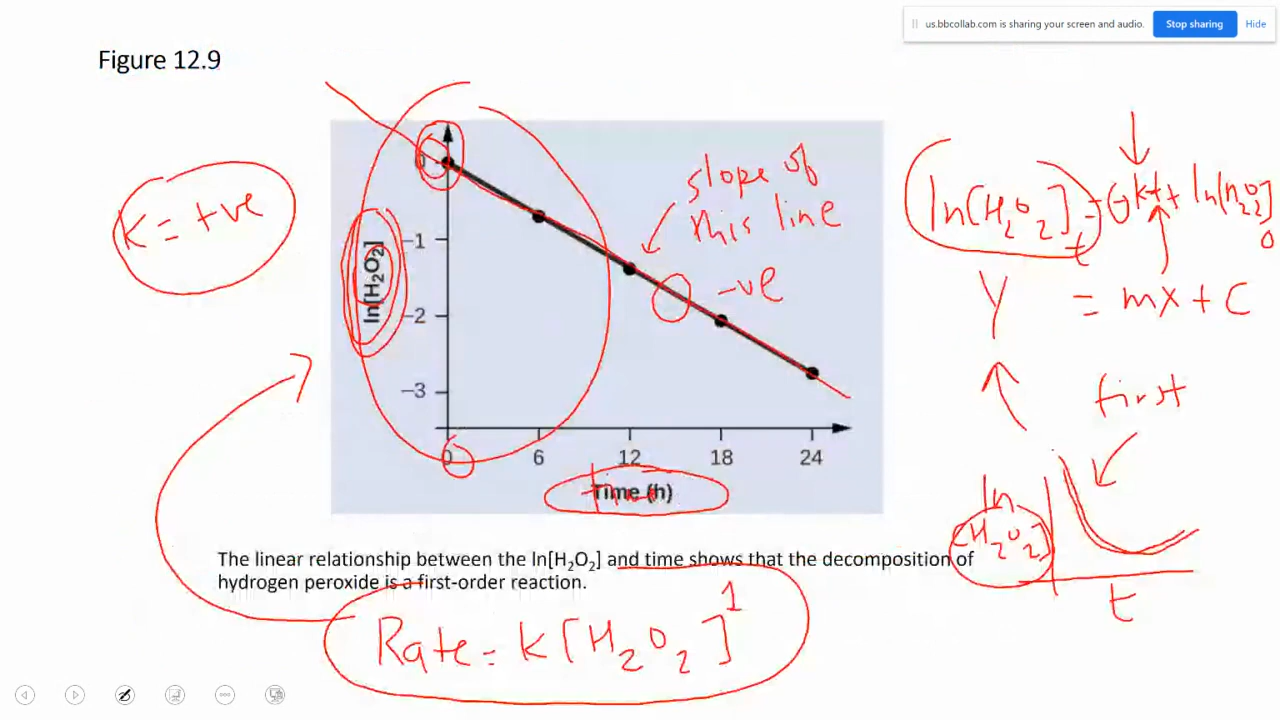 us.bbcollab.com is sharing your screen and audio. Stop sharing Hide
Figure 12.9
K = +ve
0
−1
−2
−3
ln[H₂O₂]
0 6 12 18 24
Time (h)
slope of
this line
-ve
ln[H₂O₂]t = -kt + ln[H₂O₂]0
Y = mx + C
first
ln
[H₂O₂]
t
The linear relationship between the ln[H₂O₂] and time shows that the decomposition of
hydrogen peroxide is a first-order reaction.
Rate = k[H₂O₂]¹